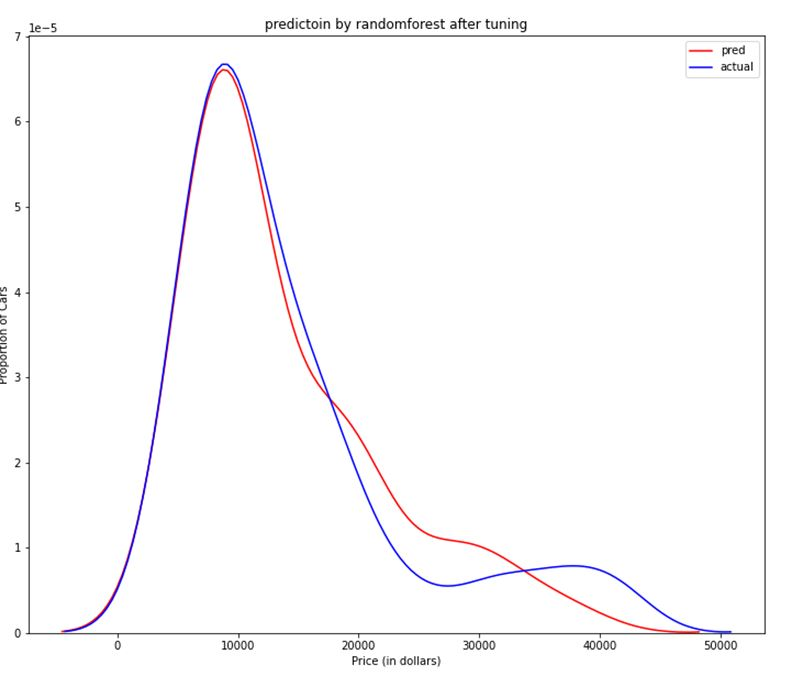 predictoin by randomforest after tuning
1e−5
pred
actual
7
6
5
4
3
2
1
0
Proportion of Cars
0 10000 20000 30000 40000 50000
Price (in dollars)